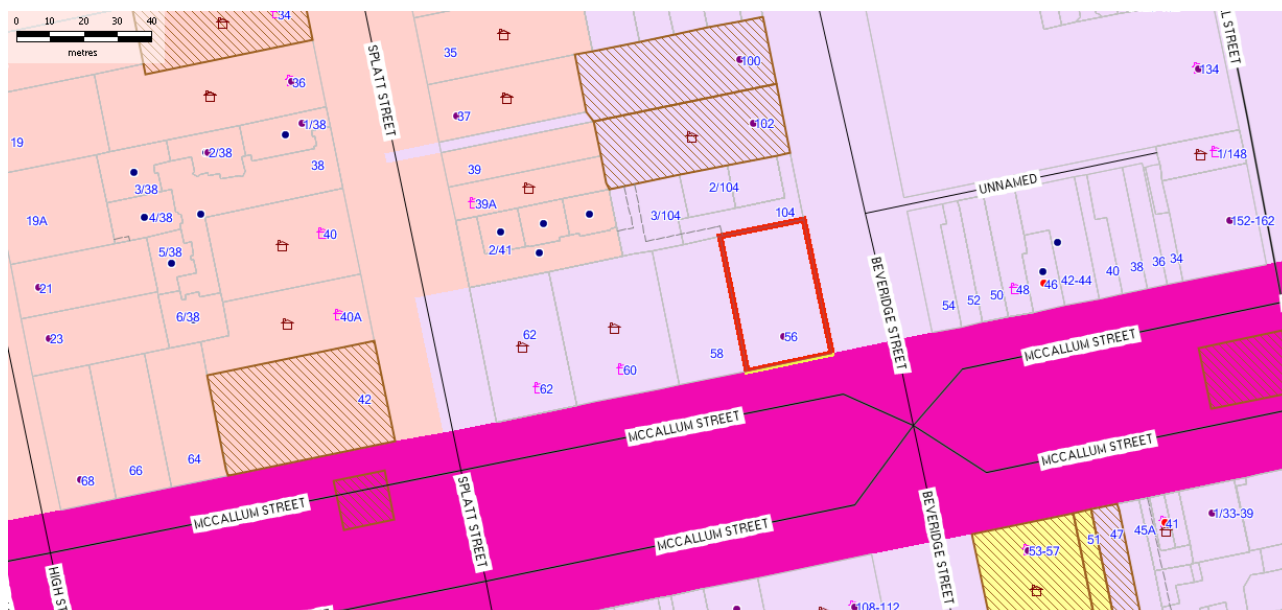 0 10 20 30 40
metres
34
36
1/38
2/38
38
3/38
4/38
5/38
6/38
19
19A
21
23
40
40A
42
64
66
68
SPLATT STREET
35
37
39
39A
2/41
100
102
2/104
3/104
104
62
62
60
58
56
BEVERIDGE STREET
L STREET
134
1/148
UNNAMED
152-162
54
52
50
48
46
42-44
40
38
36
34
MCCALLUM STREET
MCCALLUM STREET
MCCALLUM STREET
MCCALLUM STREET
MCCALLUM STREET
SPLATT STREET
HIGH ST
BEVERIDGE STREET
53-57
51
47
45A
41
1/33-39
108-112